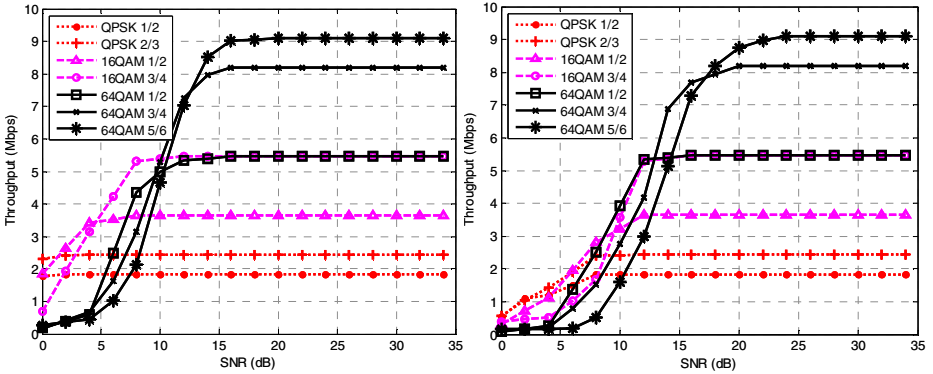 10
9
8
7
6
5
4
3
2
1
0
Throughput (Mbps)
QPSK 1/2
QPSK 2/3
16QAM 1/2
16QAM 3/4
64QAM 1/2
64QAM 3/4
64QAM 5/6
0 5 10 15 20 25 30 35
SNR (dB)
10
9
8
7
6
5
4
3
2
1
0
Throughput (Mbps)
QPSK 1/2
QPSK 2/3
16QAM 1/2
16QAM 3/4
64QAM 1/2
64QAM 3/4
64QAM 5/6
0 5 10 15 20 25 30 35
SNR (dB)